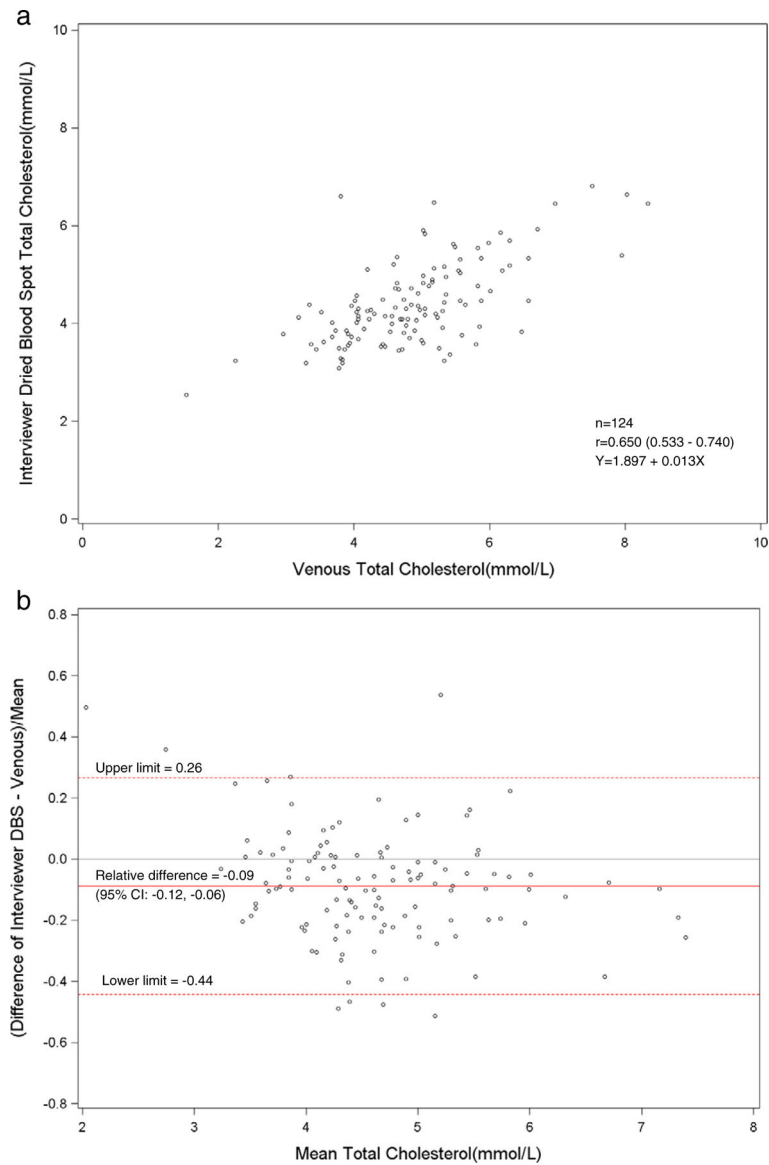 a
10
8
6
4
2
0
Interviewer Dried Blood Spot Total Cholesterol(mmol/L)
n=124
r=0.650 (0.533 - 0.740)
Y=1.897 + 0.013X
0 2 4 6 8 10
Venous Total Cholesterol(mmol/L)
b
0.8
0.6
0.4
0.2
0.0
-0.2
-0.4
-0.6
-0.8
(Difference of Interviewer DBS - Venous)/Mean
Upper limit = 0.26
Relative difference = -0.09
(95% CI: -0.12, -0.06)
Lower limit = -0.44
2 3 4 5 6 7 8
Mean Total Cholesterol(mmol/L)